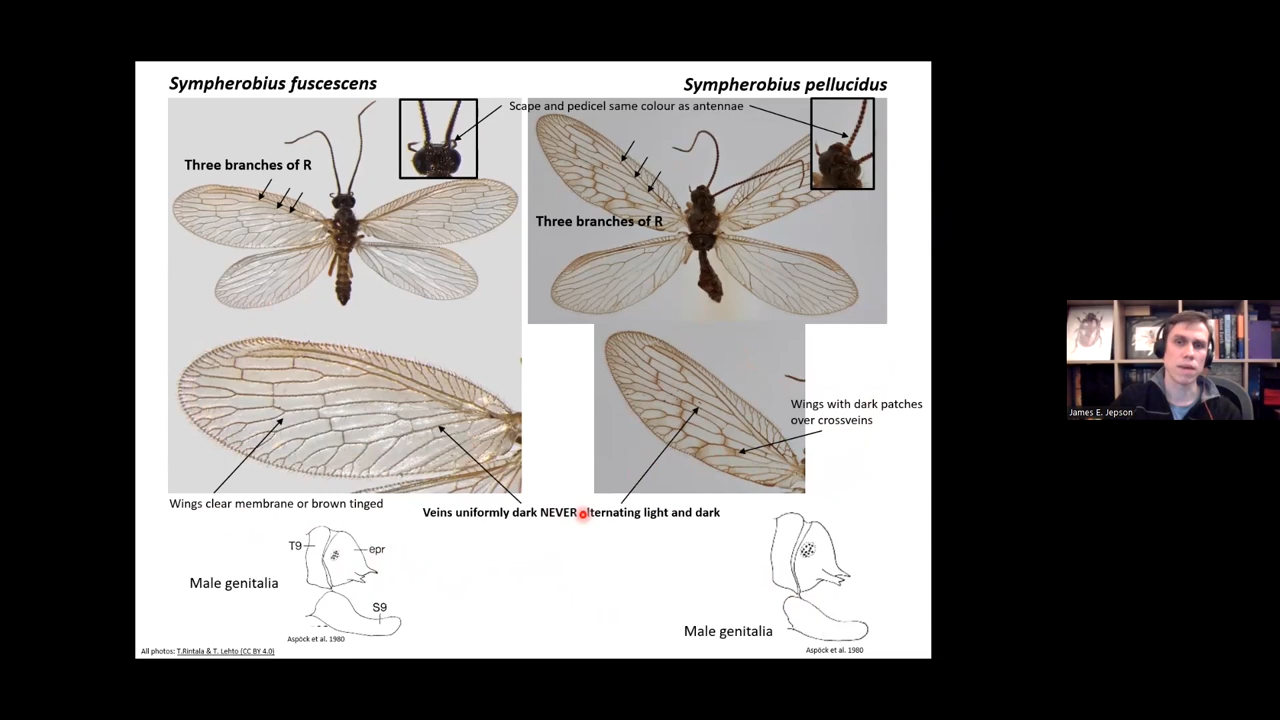 Sympherobius fuscescens
Sympherobius pellucidus
Scape and pedicel same colour as antennae
Three branches of R
Three branches of R
Wings with dark patches
over crossveins
Wings clear membrane or brown tinged
Veins uniformly dark NEVER alternating light and dark
T9
epr
Male genitalia
S9
Aspöck et al. 1980
Male genitalia
Aspöck et al. 1980
All photos: T.Rintala & T. Lehto (CC BY 4.0)
James E. Jepson